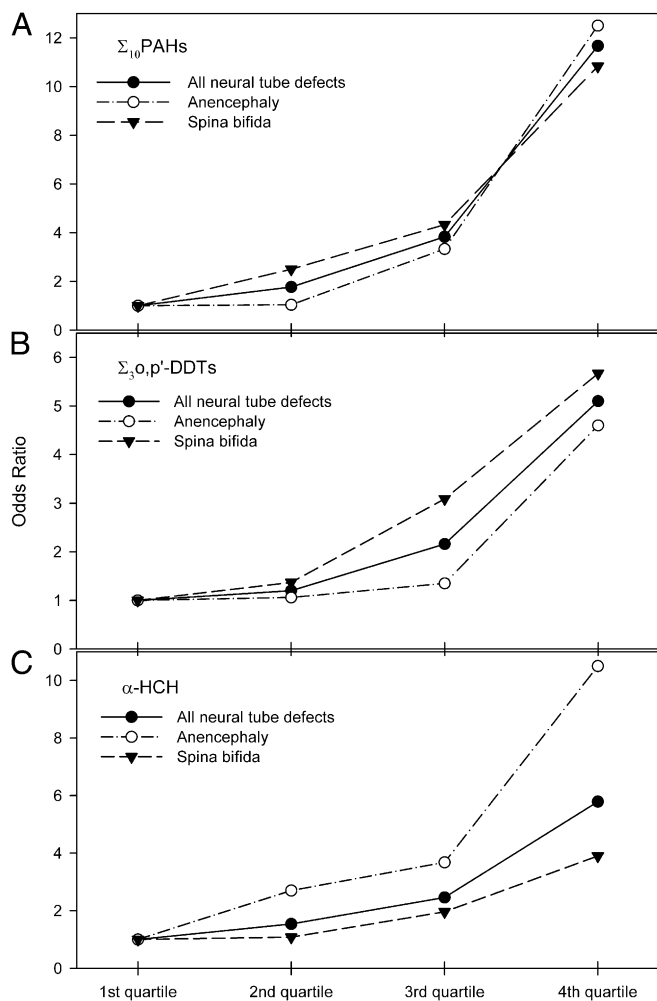 A
Σ10PAHs
All neural tube defects
Anencephaly
Spina bifida
12
10
8
6
4
2
0
B
Σ3o,p'-DDTs
All neural tube defects
Anencephaly
Spina bifida
6
5
4
3
2
1
0
Odds Ratio
C
α-HCH
All neural tube defects
Anencephaly
Spina bifida
10
8
6
4
2
0
1st quartile 2nd quartile 3rd quartile 4th quartile